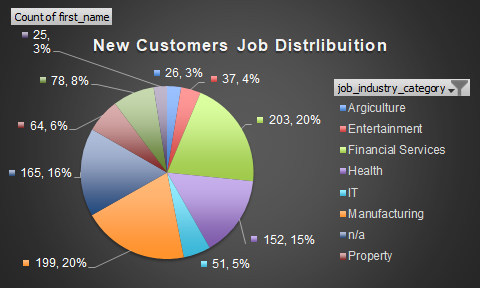 Count of first_name
New Customers Job Distrlibuition
25,
3%
26, 3%
37, 4%
78, 8%
203, 20%
64, 6%
165, 16%
152, 15%
199, 20%
51, 5%
job_industry_category
Argiculture
Entertainment
Financial Services
Health
IT
Manufacturing
n/a
Property